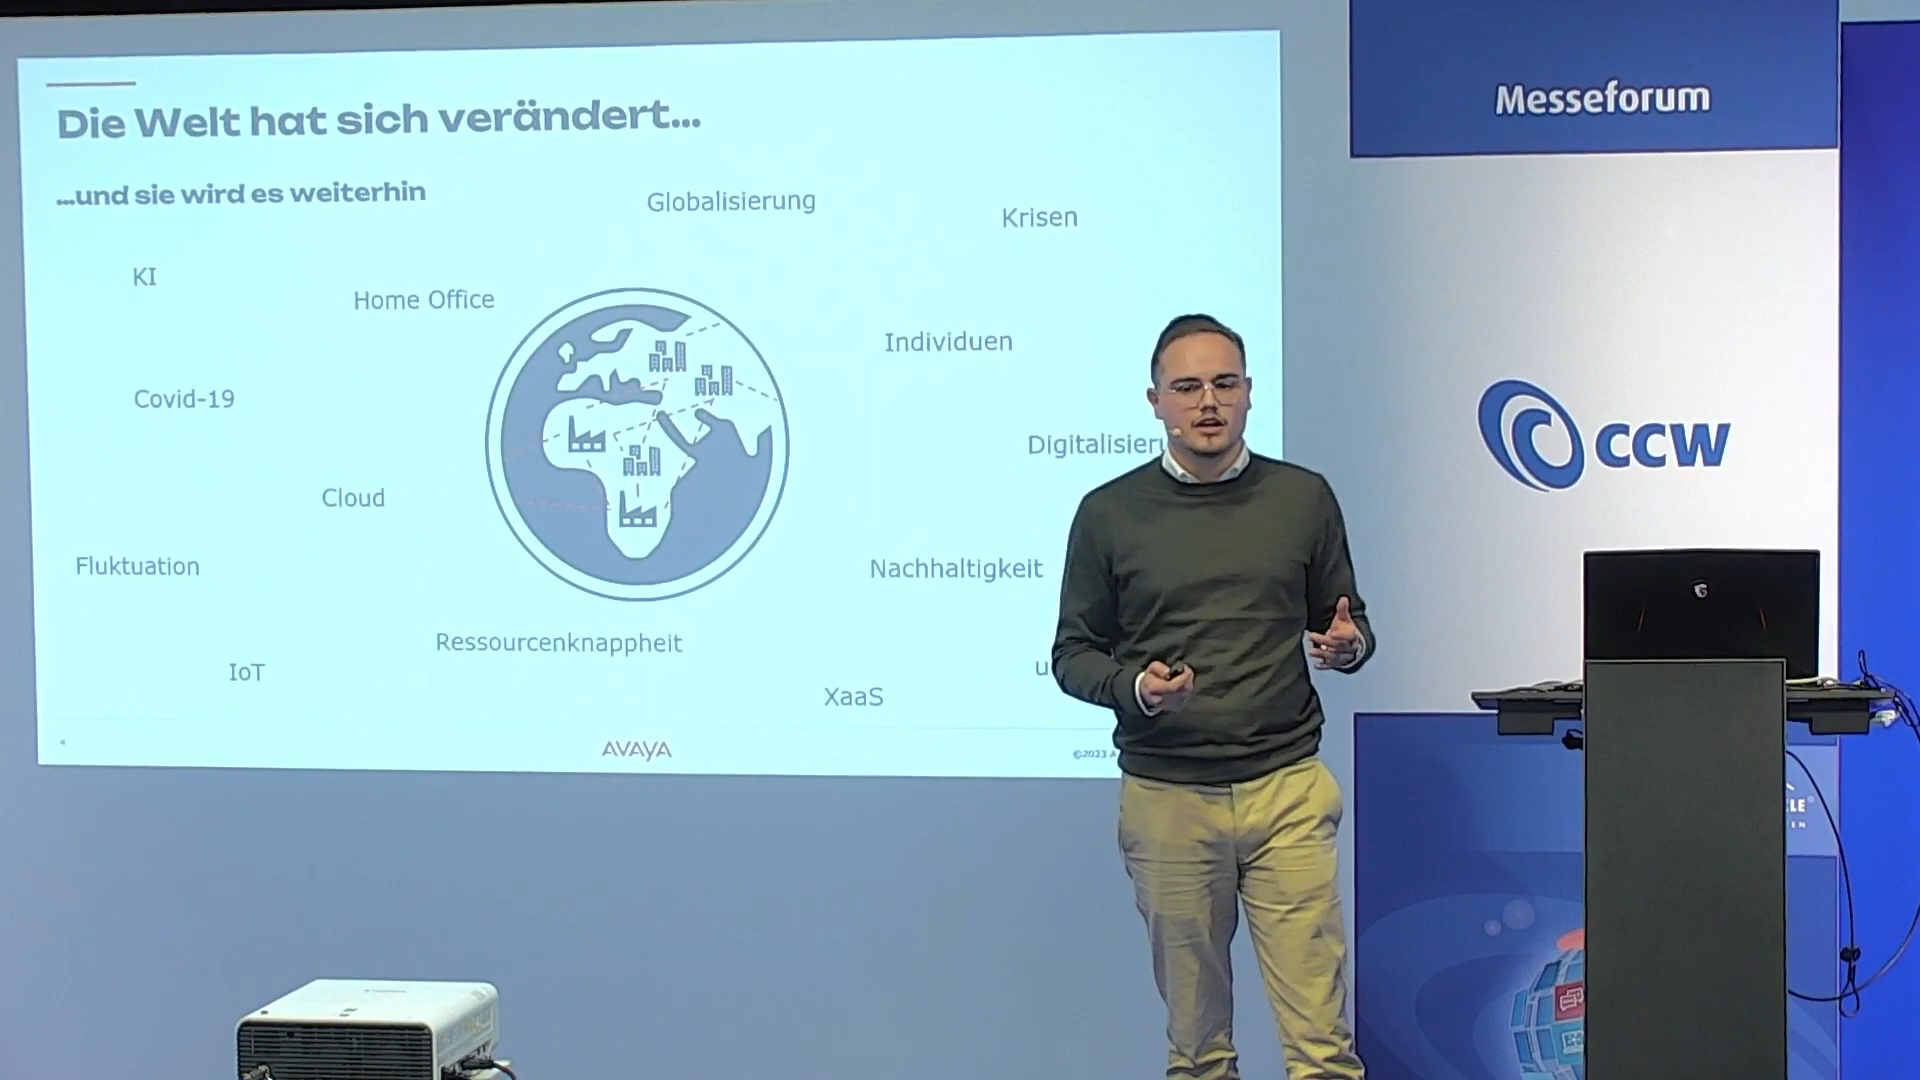 Die Welt hat sich verändert...
...und sie wird es weiterhin
Globalisierung
Krisen
KI
Home Office
Individuen
Covid-19
Cloud
Fluktuation
Nachhaltigkeit
Ressourcenknappheit
IoT
XaaS
4
AVAYA
©2023
Messeforum
CCW